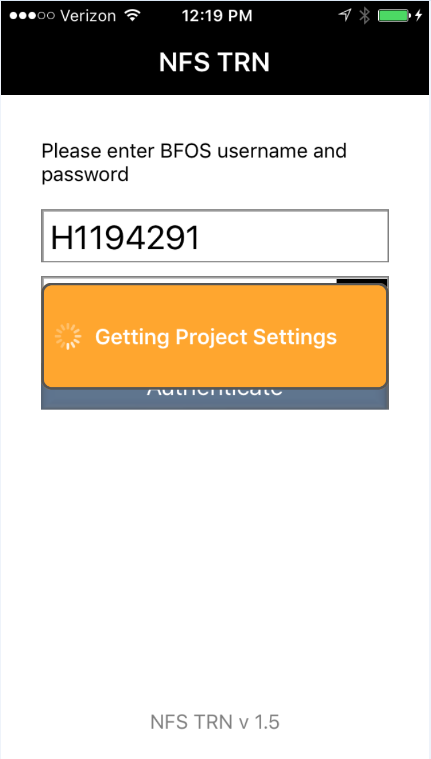 Verizon 12:19 PM
NFS TRN
Please enter BFOS username and
password
H1194291
Getting Project Settings
Authenticate
NFS TRN v 1.5